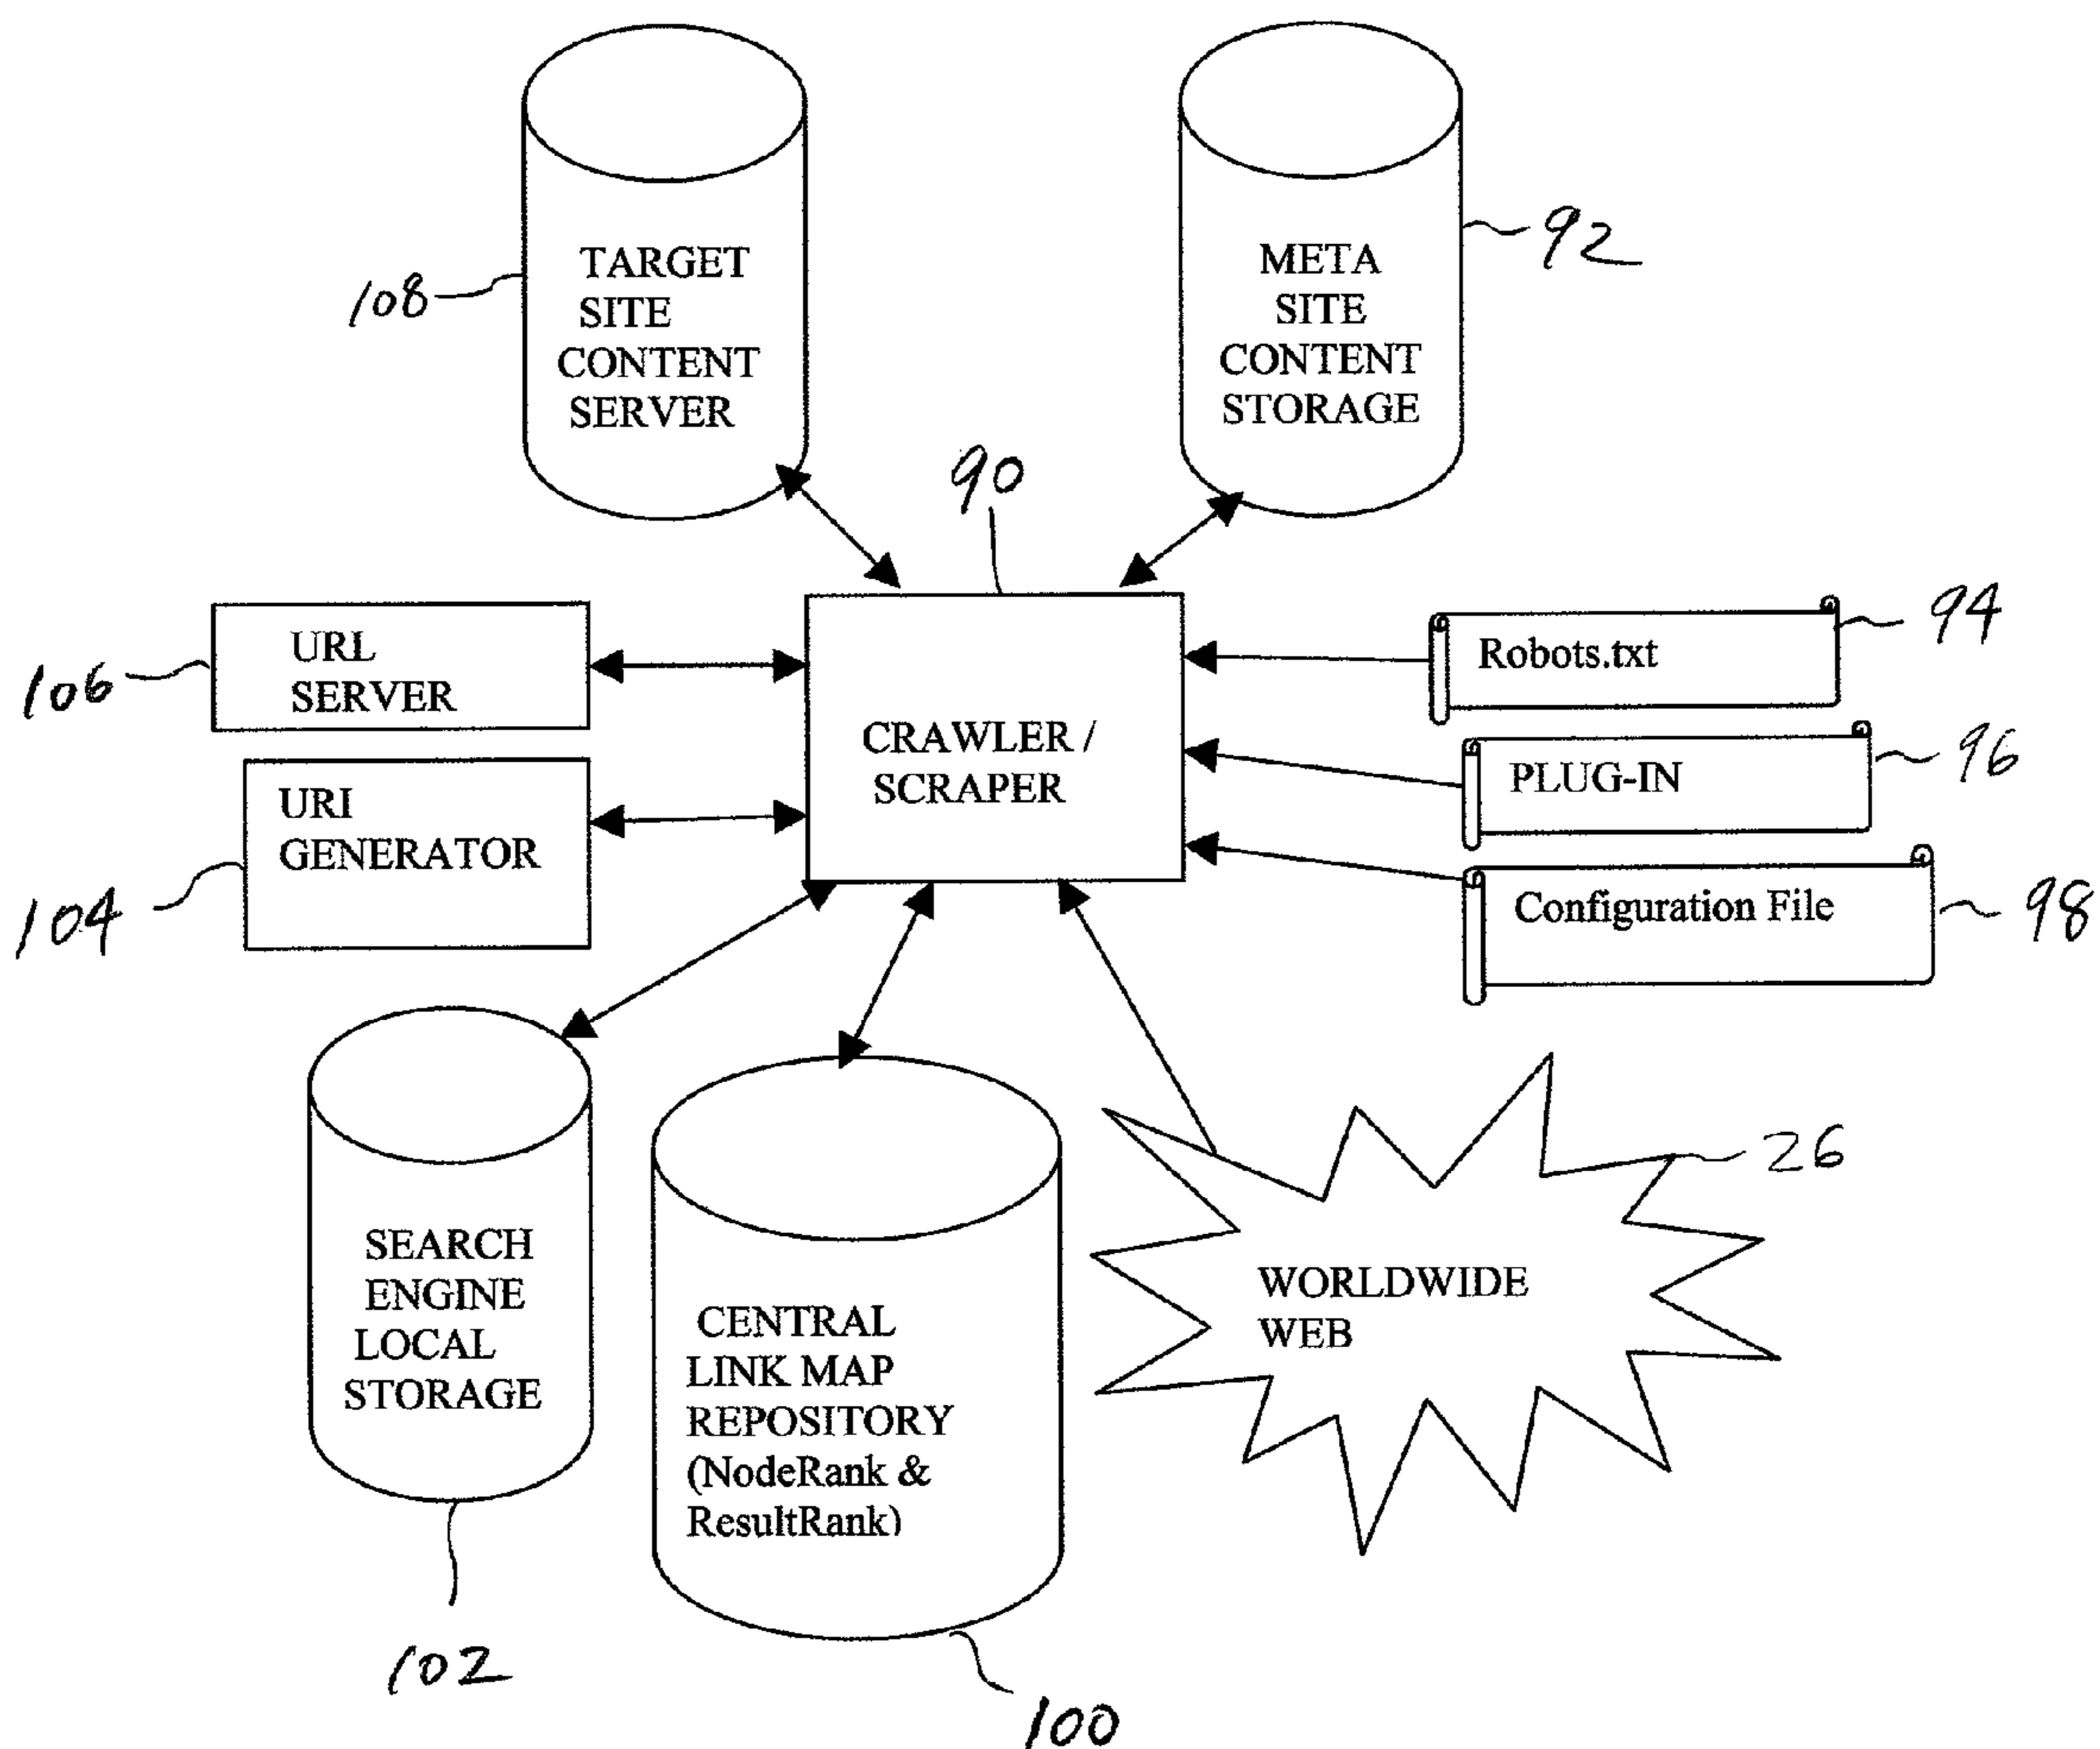 TARGET
SITE
CONTENT
SERVER
108
META
SITE
CONTENT
STORAGE
92
90
URL
SERVER
106
CRAWLER /
SCRAPER
Robots.txt
94
PLUG-IN
96
URI
GENERATOR
104
Configuration File
98
SEARCH
ENGINE
LOCAL
STORAGE
102
CENTRAL
LINK MAP
REPOSITORY
(NodeRank &
ResultRank)
100
WORLDWIDE
WEB
26